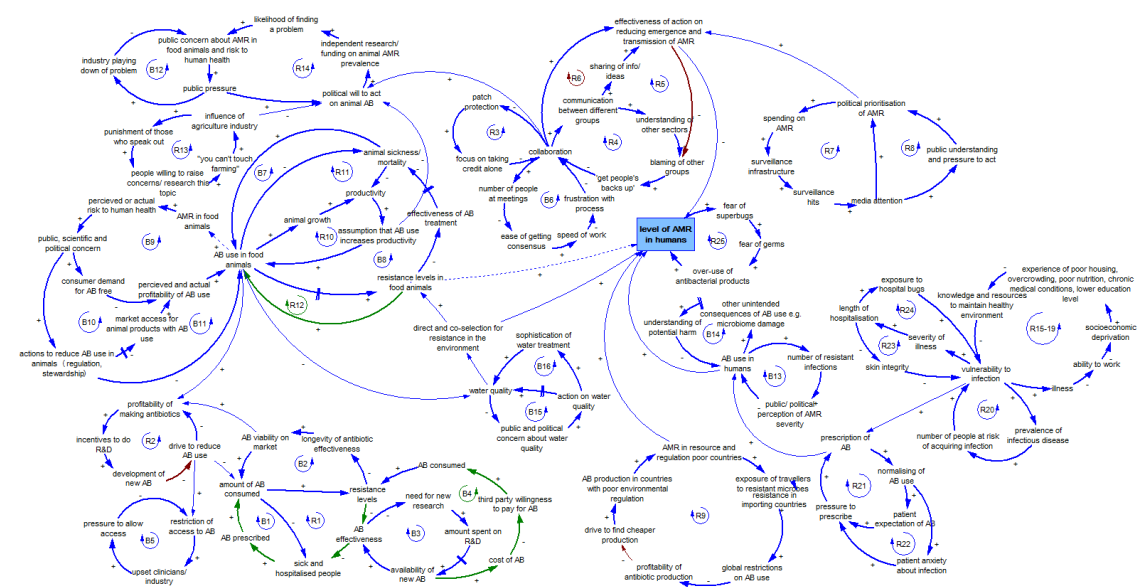 likelihood of finding
a problem
public concern about AMR in
food animals and risk to
human health
independent research/
funding on animal AMR
prevalence
industry playing
down of problem
B12
R14
public pressure
political will to act
on animal AB
influence of
agriculture industry
punishment of those
who speak out
R13
"you can't touch
farming"
people willing to raise
concerns/ research this
topic
B7
R11
animal sickness/
mortality
productivity
percieved or actual
risk to human health
AMR in food
animals
animal growth
R10
assumption that AB use
increases productivity
effectiveness of AB
treatment
public, scientific and
political concern
B9
AB use in food
animals
B8
resistance levels in
food animals
R12
consumer demand
for AB free
percieved and actual
profitability of AB use
market access for
animal products with AB
use
B10
B11
actions to reduce AB use in
animals (regulation,
stewardship)
effectiveness of action on
reducing emergence and
transmission of AMR
R6
sharing of info/
ideas
R5
communication
between different
groups
understanding of
other sectors
patch
protection
R3
R4
focus on taking
credit alone
collaboration
blaming of other
groups
'get people's
backs up'
number of people
at meetings
B6
frustration with
process
ease of getting
consensus
speed of work
political prioritisation
of AMR
spending on
AMR
R7
R8
public understanding
and pressure to act
surveillance
infrastructure
surveillance
hits
media attention
level of AMR
in humans
fear of
superbugs
R25
fear of germs
over-use of
antibacterial products
direct and co-selection for
resistance in the
environment
sophistication of
water treatment
B16
water quality
action on water
quality
B15
public and political
concern about water
quality
understanding of
potential harm
B14
other unintended
consequences of AB use e.g.
microbiome damage
AB use in
humans
number of resistant
infections
B13
public/ political
perception of AMR
severity
exposure to
hospital bugs
experience of poor housing,
overcrowding, poor nutrition, chronic
medical conditions, lower education
level
knowledge and resources
to maintain healthy
environment
length of
hospitalisation
R24
R15-19
R23
severity of
illness
socioeconomic
deprivation
skin integrity
vulnerability to
infection
ability to work
illness
R20
number of people at risk
of acquiring infection
prevalence of
infectious disease
prescription of
AB
normalising of
AB use
R21
pressure to
prescribe
patient
expectation of AB
R22
patient anxiety
about infection
profitability of
making antibiotics
incentives to do
R&D
R2
drive to reduce
AB use
development of
new AB
AB viability on
market
longevity of antibiotic
effectiveness
B2
amount of AB
consumed
resistance
levels
pressure to allow
access
restriction of
access to AB
B5
upset clinicians/
industry
B1
R1
AB prescribed
sick and
hospitalised people
AB
effectiveness
AB consumed
need for new
research
B4
third party willingness
to pay for AB
B3
amount spent on
R&D
availability of
new AB
cost of AB
AMR in resource and
regulation poor countries
AB production in countries
with poor environmental
regulation
exposure of travellers
to resistant microbes
resistance in
importing countries
R9
drive to find cheaper
production
profitability of
antibiotic production
global restrictions
on AB use